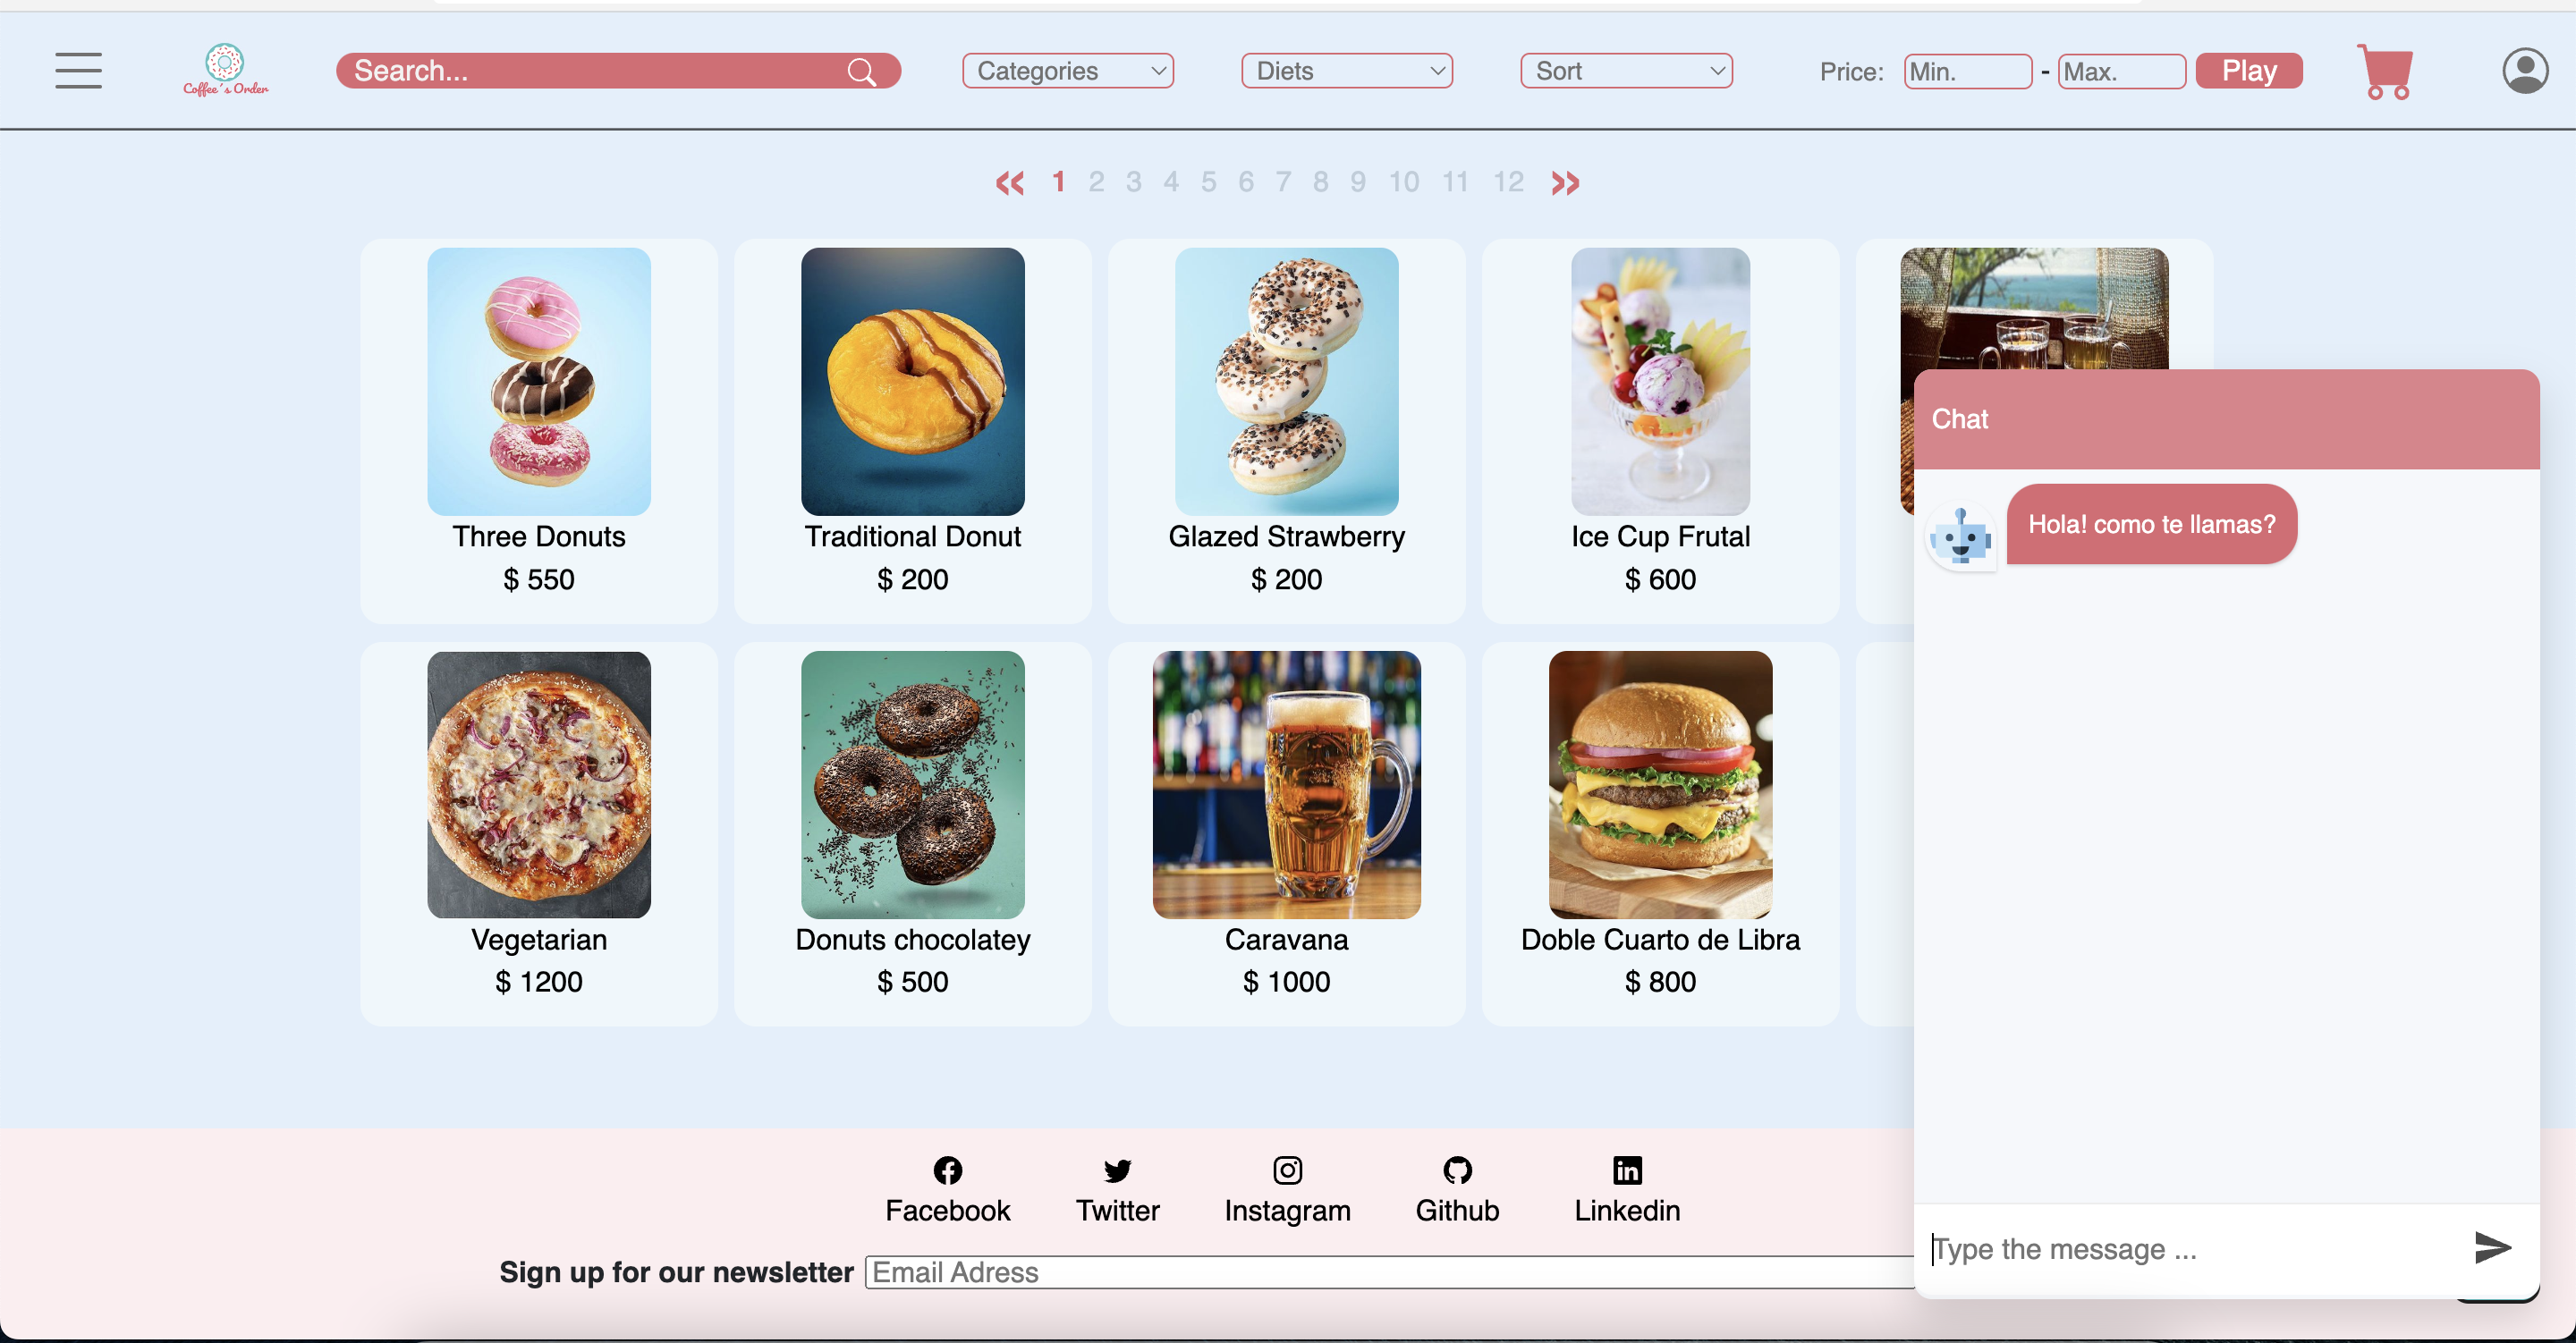 Coffee´s Order
Search...
Categories
Diets
Sort
Price:
Min.
-
Max.
Play
« 1 2 3 4 5 6 7 8 9 10 11 12 »
Three Donuts
$ 550
Traditional Donut
$ 200
Glazed Strawberry
$ 200
Ice Cup Frutal
$ 600
Vegetarian
$ 1200
Donuts chocolatey
$ 500
Caravana
$ 1000
Doble Cuarto de Libra
$ 800
Chat
Hola! como te llamas?
Type the message ...
Facebook
Twitter
Instagram
Github
Linkedin
Sign up for our newsletter
Email Adress